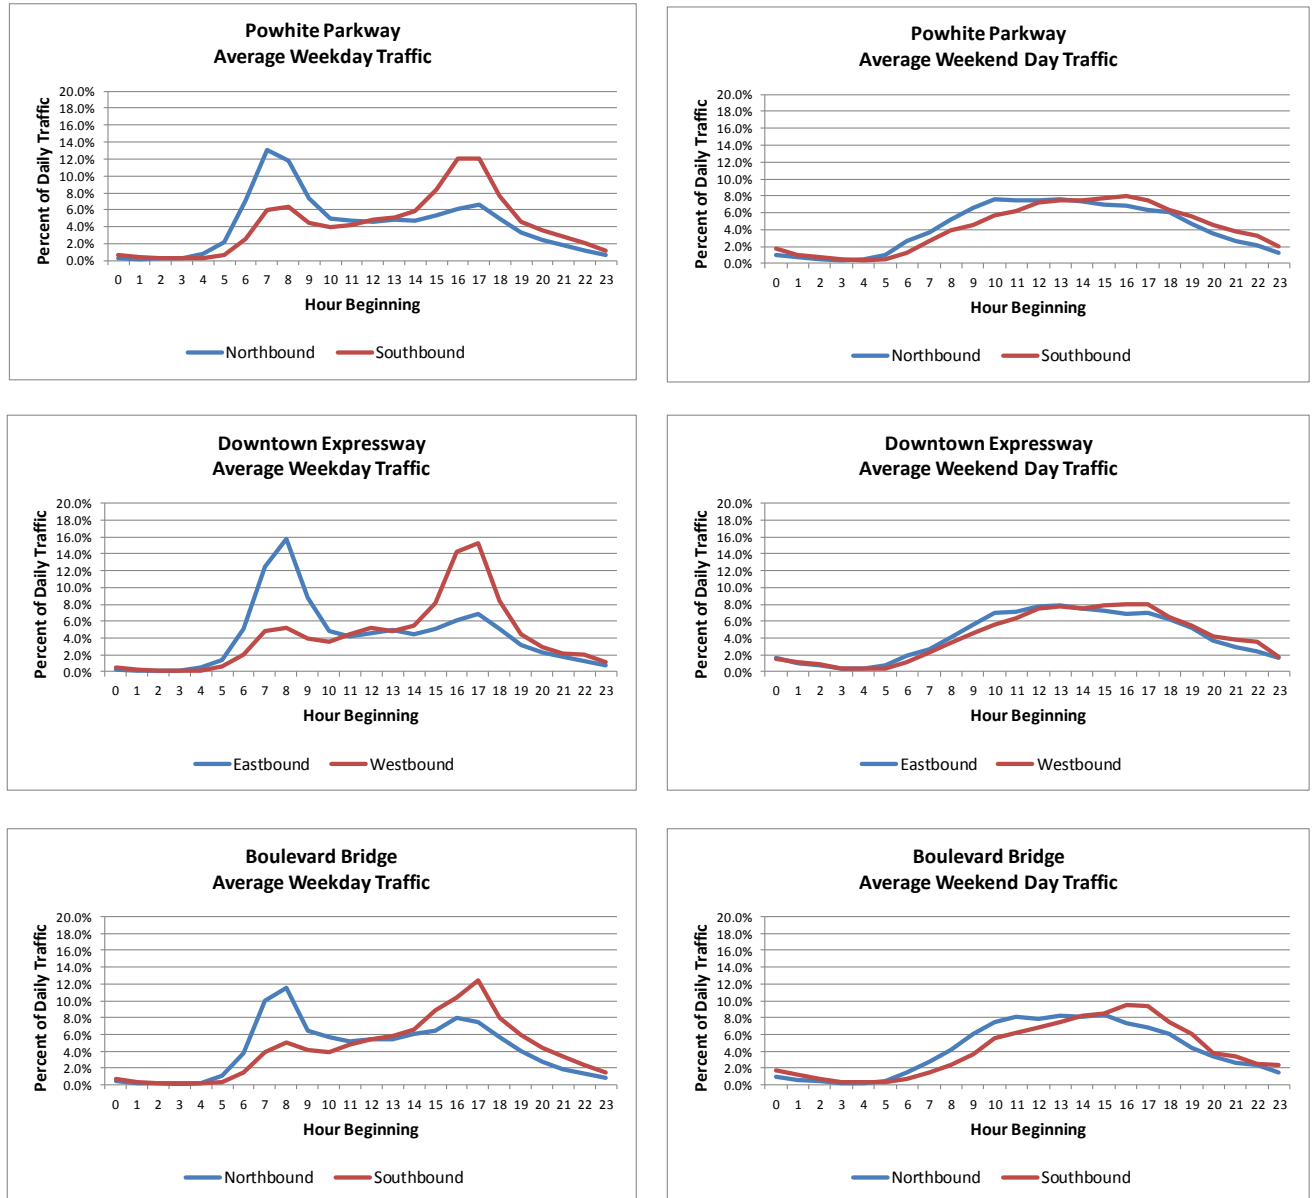 Powhite Parkway
Average Weekday Traffic
Percent of Daily Traffic
20.0%
18.0%
16.0%
14.0%
12.0%
10.0%
8.0%
6.0%
4.0%
2.0%
0.0%
0 1 2 3 4 5 6 7 8 9 10 11 12 13 14 15 16 17 18 19 20 21 22 23
Hour Beginning
Northbound Southbound
Powhite Parkway
Average Weekend Day Traffic
Percent of Daily Traffic
20.0%
18.0%
16.0%
14.0%
12.0%
10.0%
8.0%
6.0%
4.0%
2.0%
0.0%
0 1 2 3 4 5 6 7 8 9 10 11 12 13 14 15 16 17 18 19 20 21 22 23
Hour Beginning
Northbound Southbound
Downtown Expressway
Average Weekday Traffic
Percent of Daily Traffic
20.0%
18.0%
16.0%
14.0%
12.0%
10.0%
8.0%
6.0%
4.0%
2.0%
0.0%
0 1 2 3 4 5 6 7 8 9 10 11 12 13 14 15 16 17 18 19 20 21 22 23
Hour Beginning
Eastbound Westbound
Downtown Expressway
Average Weekend Day Traffic
Percent of Daily Traffic
20.0%
18.0%
16.0%
14.0%
12.0%
10.0%
8.0%
6.0%
4.0%
2.0%
0.0%
0 1 2 3 4 5 6 7 8 9 10 11 12 13 14 15 16 17 18 19 20 21 22 23
Hour Beginning
Eastbound Westbound
Boulevard Bridge
Average Weekday Traffic
Percent of Daily Traffic
20.0%
18.0%
16.0%
14.0%
12.0%
10.0%
8.0%
6.0%
4.0%
2.0%
0.0%
0 1 2 3 4 5 6 7 8 9 10 11 12 13 14 15 16 17 18 19 20 21 22 23
Hour Beginning
Northbound Southbound
Boulevard Bridge
Average Weekend Day Traffic
Percent of Daily Traffic
20.0%
18.0%
16.0%
14.0%
12.0%
10.0%
8.0%
6.0%
4.0%
2.0%
0.0%
0 1 2 3 4 5 6 7 8 9 10 11 12 13 14 15 16 17 18 19 20 21 22 23
Hour Beginning
Northbound Southbound